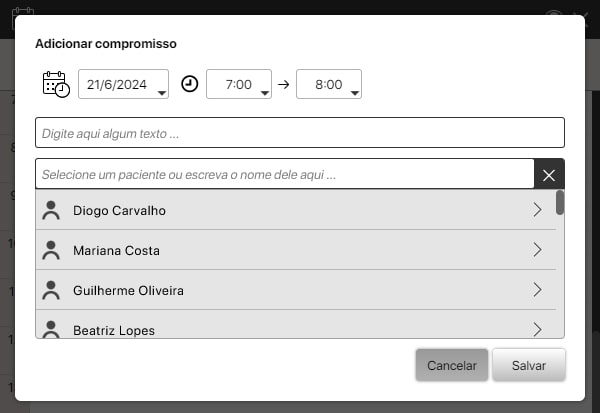 Adicionar compromisso
21/6/2024 7:00 → 8:00
Digite aqui algum texto ...
Selecione um paciente ou escreva o nome dele aqui ...
Diogo Carvalho
Mariana Costa
Guilherme Oliveira
Beatriz Lopes
Cancelar Salvar